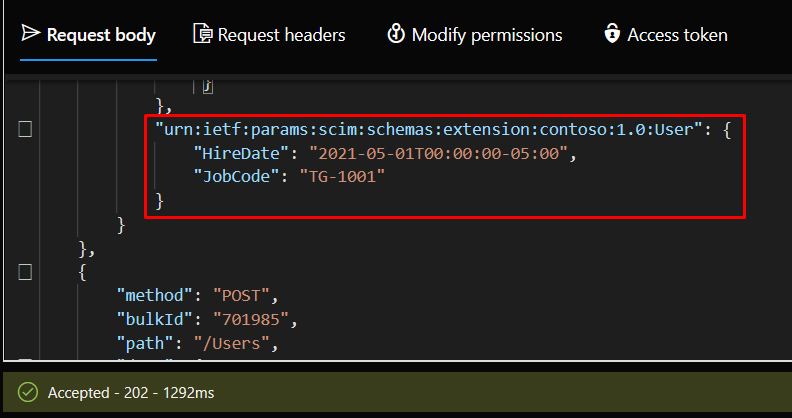 Request body Request headers Modify permissions Access token
}
},
"urn:ietf:params:scim:schemas:extension:contoso:1.0:User": {
"HireDate": "2021-05-01T00:00:00-05:00",
"JobCode": "TG-1001"
}
}
},
{
"method": "POST",
"bulkId": "701985",
"path": "/Users",
Accepted - 202 - 1292ms